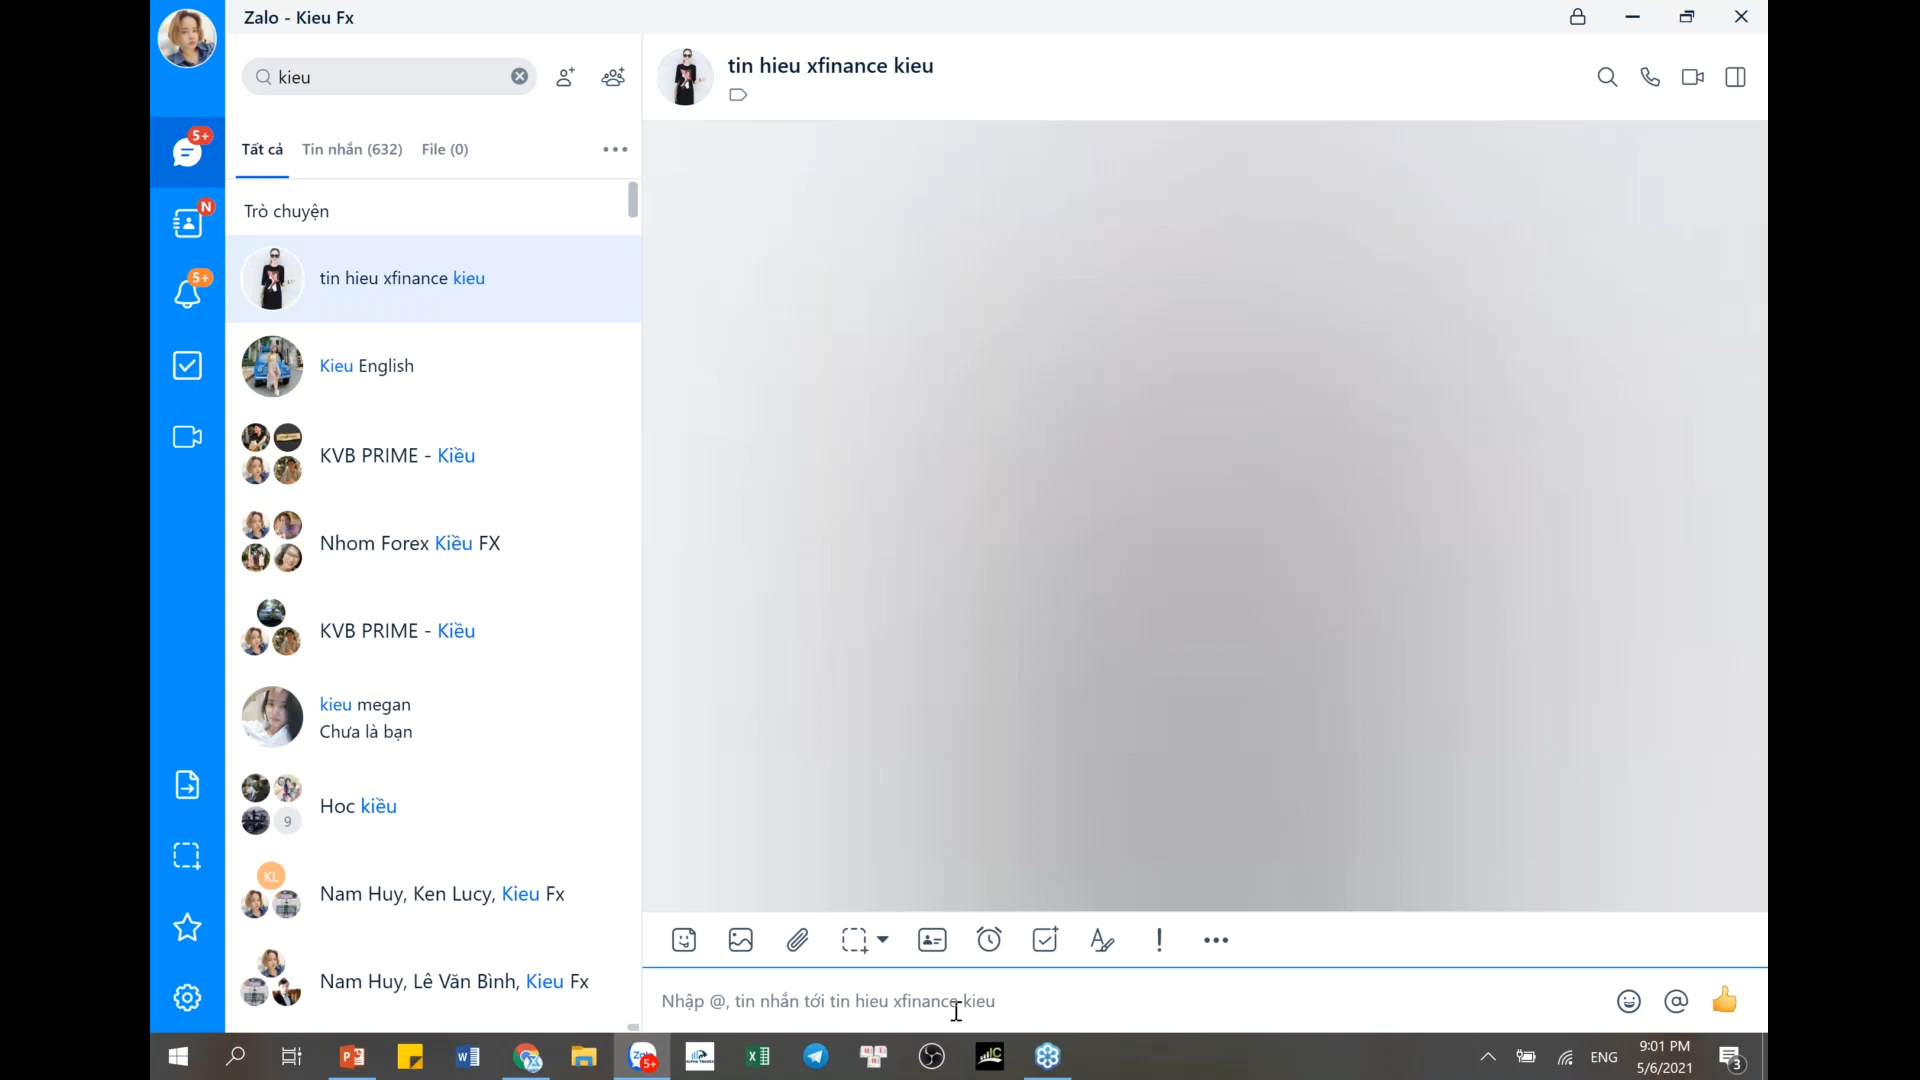 Zalo - Kieu Fx
kieu
Tất cả
Tin nhắn (632)
File (0)
Trò chuyện
tin hieu xfinance kieu
Kieu English
KVB PRIME - Kiều
Nhom Forex Kiều FX
KVB PRIME - Kiều
kieu megan
Chưa là bạn
Hoc kiều
9
KL
Nam Huy, Ken Lucy, Kieu Fx
Nam Huy, Lê Văn Bình, Kieu Fx
5+
N
5+
tin hieu xfinance kieu
Nhập @, tin nhắn tới tin hieu xfinance kieu
5+
ENG
9:01 PM
5/6/2021
3